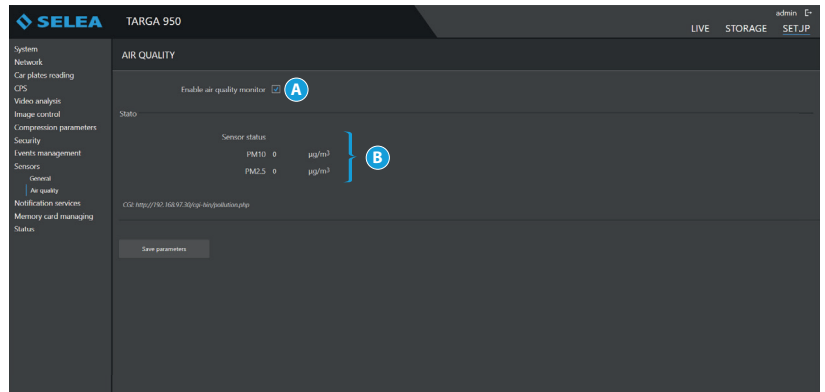 SELEA
TARGA 950
admin
LIVE STORAGE SETUP
System
Network
Car plates reading
CPS
Video analysis
Image control
Compression parameters
Security
Events management
Sensors
General
Air quality
Notification services
Memory card managing
Status
AIR QUALITY
Enable air quality monitor A
Stato
Sensor status
PM10 0 µg/m³
PM2.5 0 µg/m³
B
CGI: http://192.168.97.30/cgi-bin/pollution.php
Save parameters